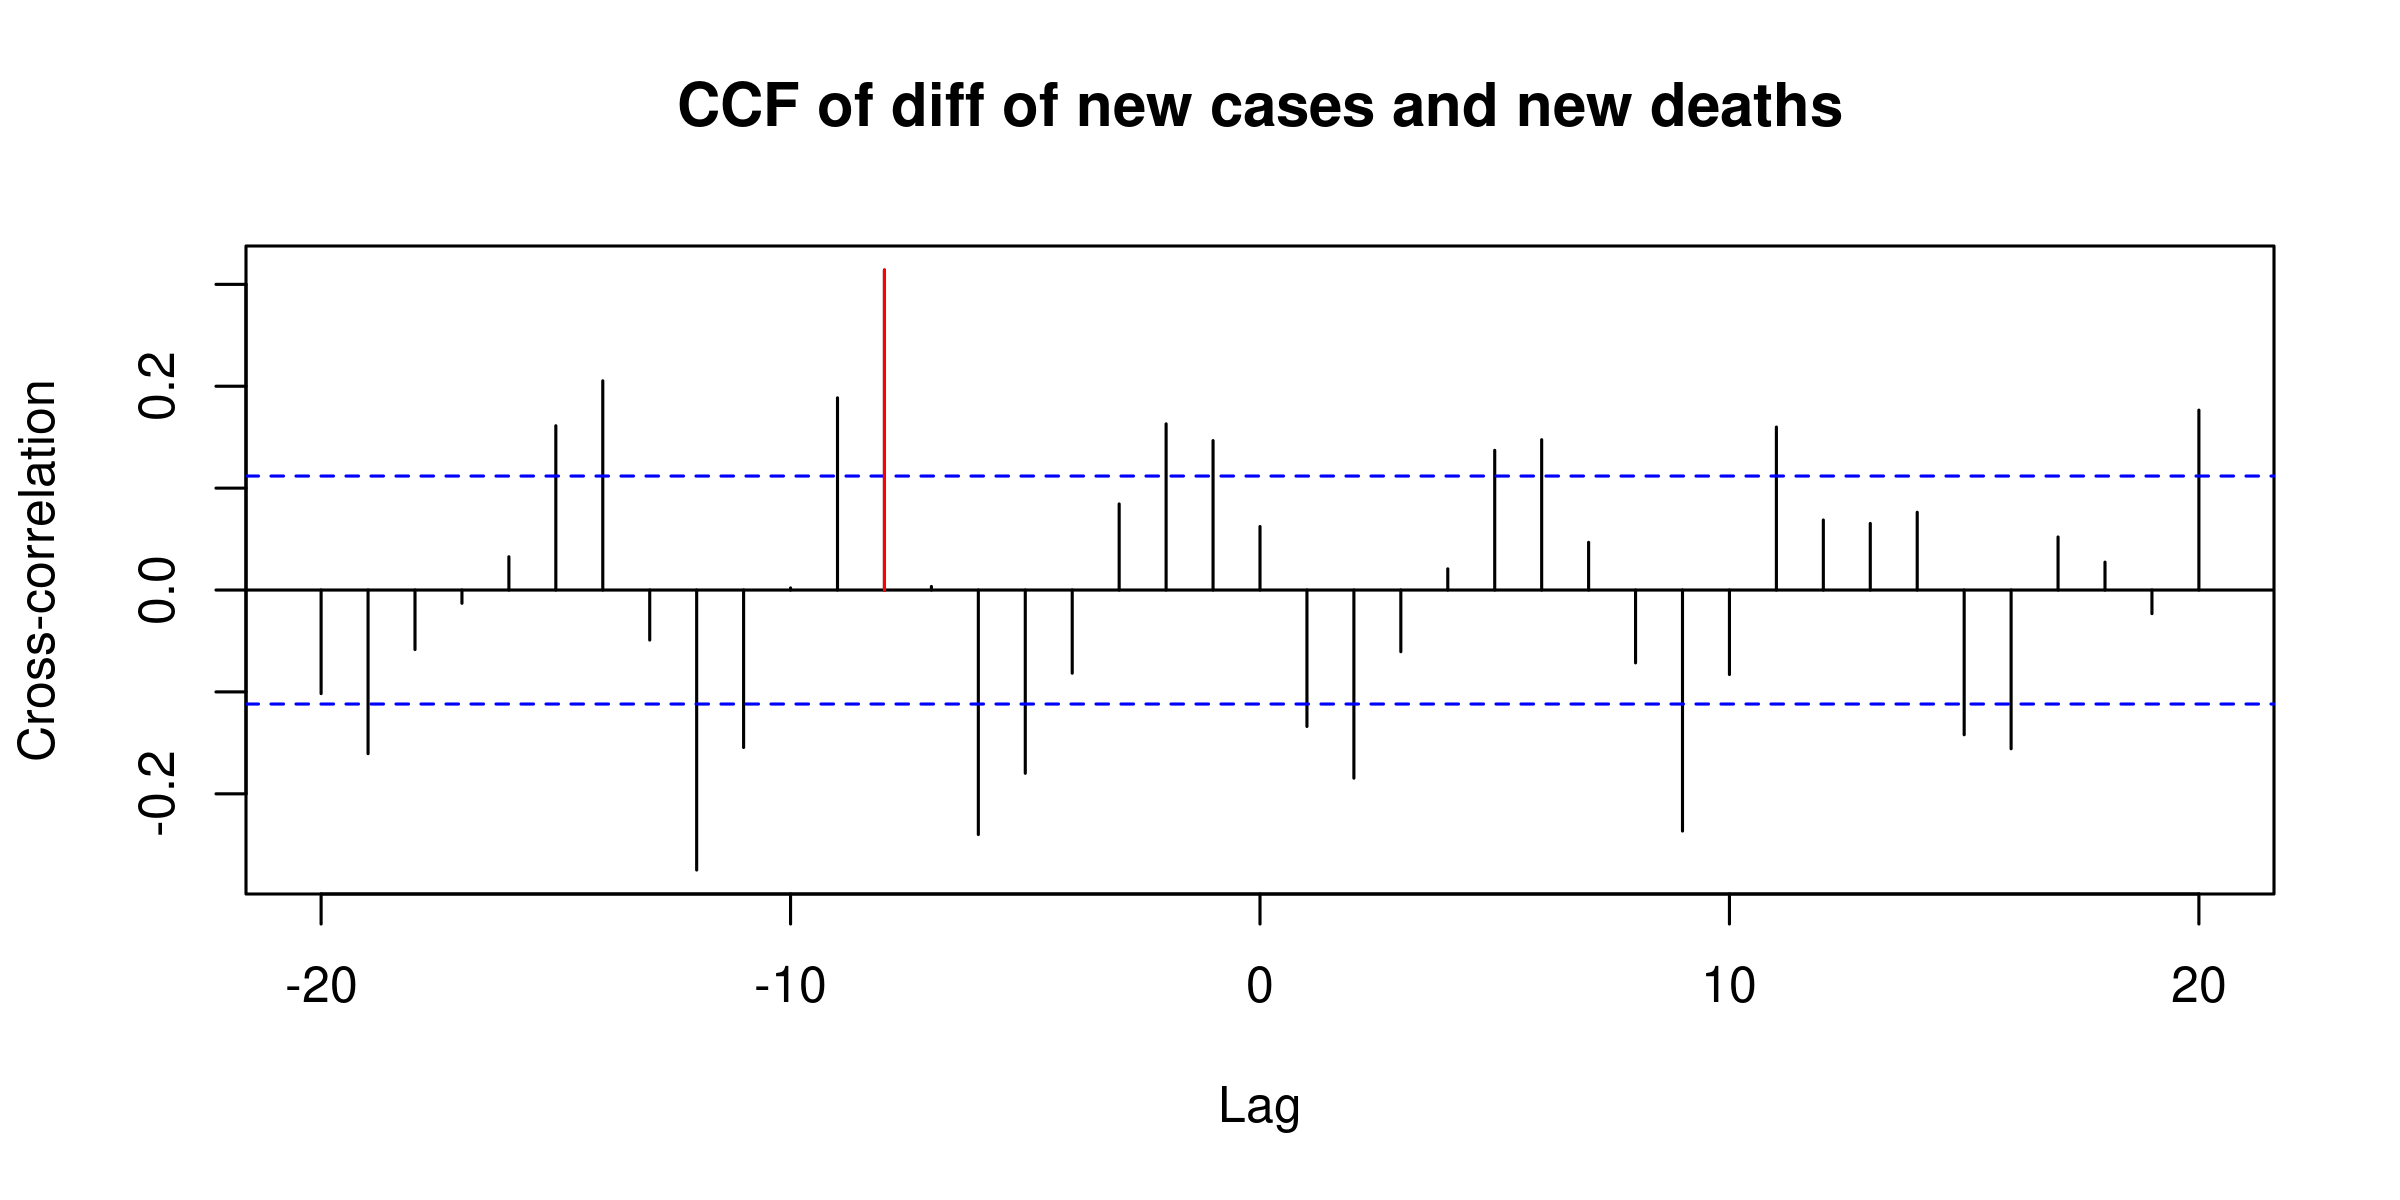 CCF of diff of new cases and new deaths
Cross-correlation
0.2
0.0
-0.2
-20 -10 0 10 20
Lag